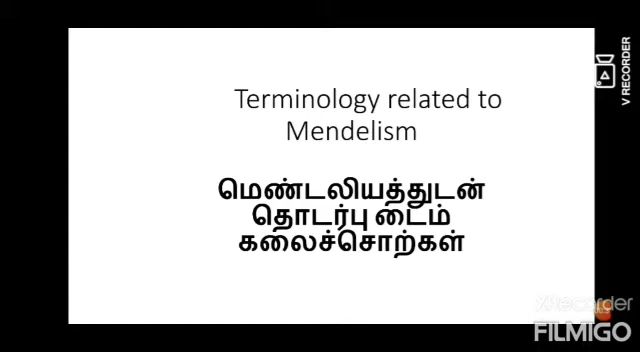 Terminology related to
Mendelism
மெண்டலியத்துடன்
தொடர்பு டைம்
கலைச்சொற்கள்
V RECORDER
XRecorder
FILMIGO